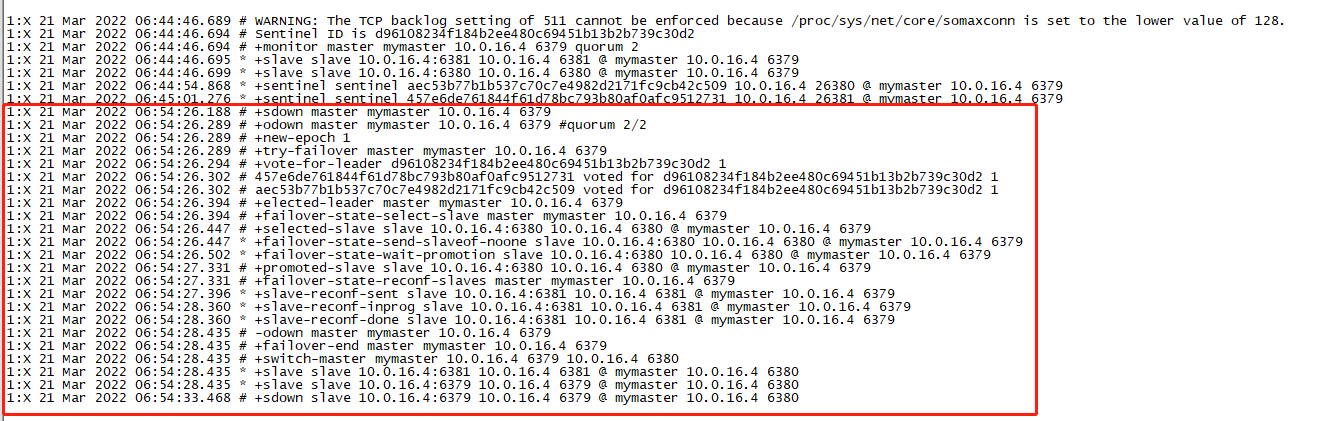 1:X 21 Mar 2022 06:44:46.689 # WARNING: The TCP backlog setting of 511 cannot be enforced because /proc/sys/net/core/somaxconn is set to the lower value of 128.
1:X 21 Mar 2022 06:44:46.694 # Sentinel ID is d96108234f184b2ee480c69451b13b2b739c30d2
1:X 21 Mar 2022 06:44:46.694 # +monitor master mymaster 10.0.16.4 6379 quorum 2
1:X 21 Mar 2022 06:44:46.695 * +slave slave 10.0.16.4:6381 10.0.16.4 6381 @ mymaster 10.0.16.4 6379
1:X 21 Mar 2022 06:44:46.699 * +slave slave 10.0.16.4:6380 10.0.16.4 6380 @ mymaster 10.0.16.4 6379
1:X 21 Mar 2022 06:44:54.868 * +sentinel sentinel aec53b77b1b537c70c7e4982d2171fc9cb42c509 10.0.16.4 26380 @ mymaster 10.0.16.4 6379
1:X 21 Mar 2022 06:45:01.276 * +sentinel sentinel 457e6de761844f61d78bc793b80af0afc9512731 10.0.16.4 26381 @ mymaster 10.0.16.4 6379
1:X 21 Mar 2022 06:54:26.188 # +sdown master mymaster 10.0.16.4 6379
1:X 21 Mar 2022 06:54:26.289 # +odown master mymaster 10.0.16.4 6379 #quorum 2/2
1:X 21 Mar 2022 06:54:26.289 # +new-epoch 1
1:X 21 Mar 2022 06:54:26.289 # +try-failover master mymaster 10.0.16.4 6379
1:X 21 Mar 2022 06:54:26.294 # +vote-for-leader d96108234f184b2ee480c69451b13b2b739c30d2 1
1:X 21 Mar 2022 06:54:26.302 # 457e6de761844f61d78bc793b80af0afc9512731 voted for d96108234f184b2ee480c69451b13b2b739c30d2 1
1:X 21 Mar 2022 06:54:26.302 # aec53b77b1b537c70c7e4982d2171fc9cb42c509 voted for d96108234f184b2ee480c69451b13b2b739c30d2 1
1:X 21 Mar 2022 06:54:26.394 # +elected-leader master mymaster 10.0.16.4 6379
1:X 21 Mar 2022 06:54:26.394 # +failover-state-select-slave master mymaster 10.0.16.4 6379
1:X 21 Mar 2022 06:54:26.447 # +selected-slave slave 10.0.16.4:6380 10.0.16.4 6380 @ mymaster 10.0.16.4 6379
1:X 21 Mar 2022 06:54:26.447 * +failover-state-send-slaveof-noone slave 10.0.16.4:6380 10.0.16.4 6380 @ mymaster 10.0.16.4 6379
1:X 21 Mar 2022 06:54:26.502 * +failover-state-wait-promotion slave 10.0.16.4:6380 10.0.16.4 6380 @ mymaster 10.0.16.4 6379
1:X 21 Mar 2022 06:54:27.331 # +promoted-slave slave 10.0.16.4:6380 10.0.16.4 6380 @ mymaster 10.0.16.4 6379
1:X 21 Mar 2022 06:54:27.331 # +failover-state-reconf-slaves master mymaster 10.0.16.4 6379
1:X 21 Mar 2022 06:54:27.396 * +slave-reconf-sent slave 10.0.16.4:6381 10.0.16.4 6381 @ mymaster 10.0.16.4 6379
1:X 21 Mar 2022 06:54:28.360 * +slave-reconf-inprog slave 10.0.16.4:6381 10.0.16.4 6381 @ mymaster 10.0.16.4 6379
1:X 21 Mar 2022 06:54:28.360 * +slave-reconf-done slave 10.0.16.4:6381 10.0.16.4 6381 @ mymaster 10.0.16.4 6379
1:X 21 Mar 2022 06:54:28.435 # -odown master mymaster 10.0.16.4 6379
1:X 21 Mar 2022 06:54:28.435 # +failover-end master mymaster 10.0.16.4 6379
1:X 21 Mar 2022 06:54:28.435 # +switch-master mymaster 10.0.16.4 6379 10.0.16.4 6380
1:X 21 Mar 2022 06:54:28.435 * +slave slave 10.0.16.4:6381 10.0.16.4 6381 @ mymaster 10.0.16.4 6380
1:X 21 Mar 2022 06:54:28.435 * +slave slave 10.0.16.4:6379 10.0.16.4 6379 @ mymaster 10.0.16.4 6380
1:X 21 Mar 2022 06:54:33.468 # +sdown slave 10.0.16.4:6379 10.0.16.4 6379 @ mymaster 10.0.16.4 6380